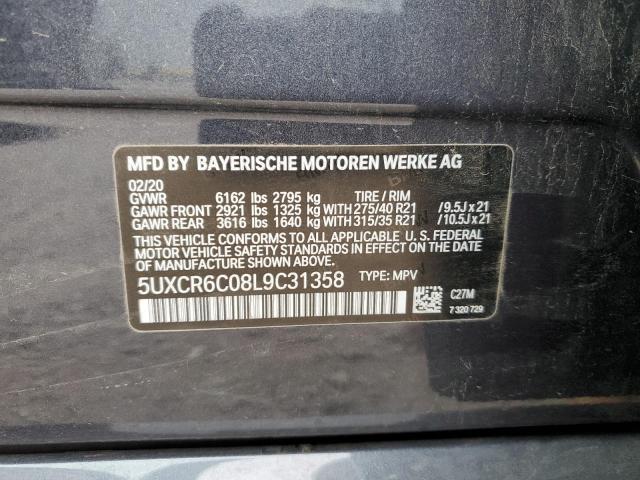 MFD BY BAYERISCHE MOTOREN WERKE AG
02/20
GVWR 6162 lbs 2795 kg TIRE / RIM
GAWR FRONT 2921 lbs 1325 kg WITH 275/40 R21 /9.5J x 21
GAWR REAR 3616 lbs 1640 kg WITH 315/35 R21 /10.5J x 21
THIS VEHICLE CONFORMS TO ALL APPLICABLE U. S. FEDERAL
MOTOR VEHICLE SAFETY STANDARDS IN EFFECT ON THE
DATE OF MANUFACTURE SHOWN ABOVE.
5UXCR6C08L9C31358 TYPE: MPV
C27M
7 320 729